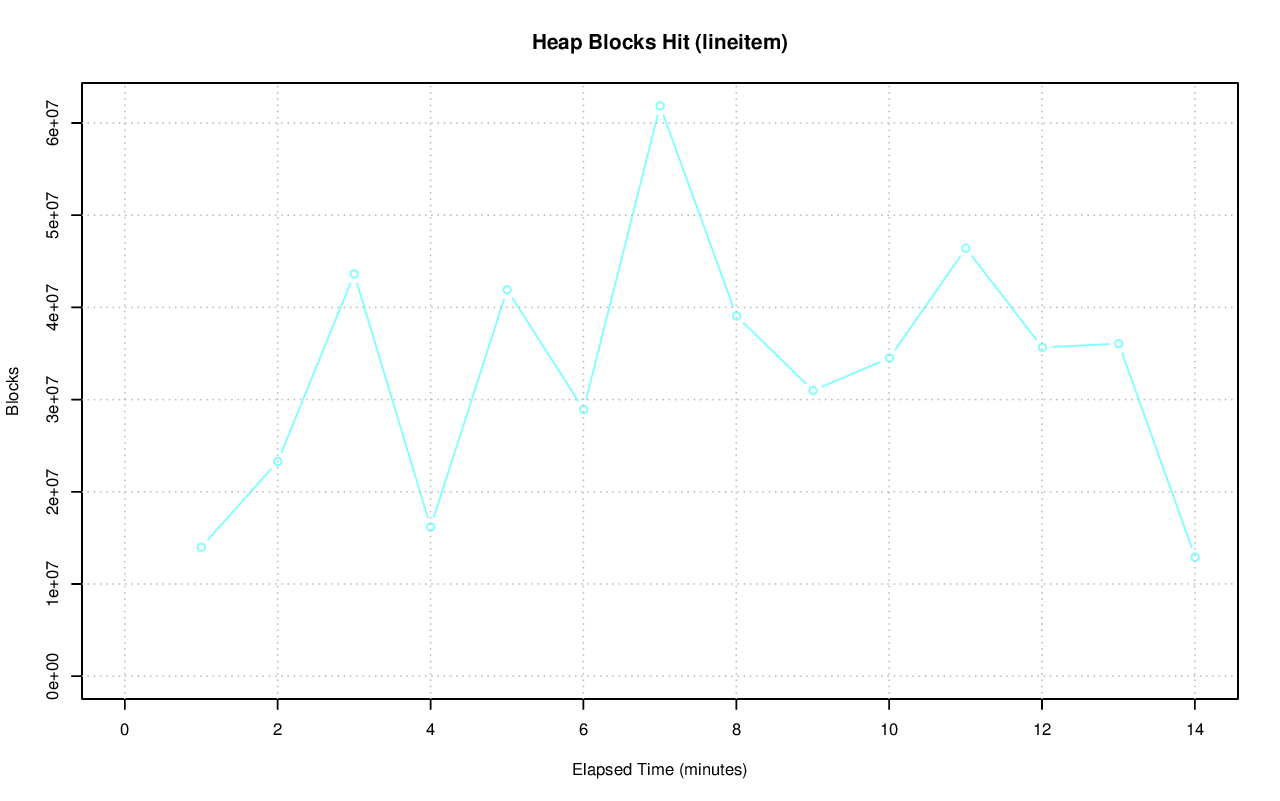 Heap Blocks Hit (lineitem)
6e+07
5e+07
4e+07
3e+07
2e+07
1e+07
0e+00
Blocks
0 2 4 6 8 10 12 14
Elapsed Time (minutes)